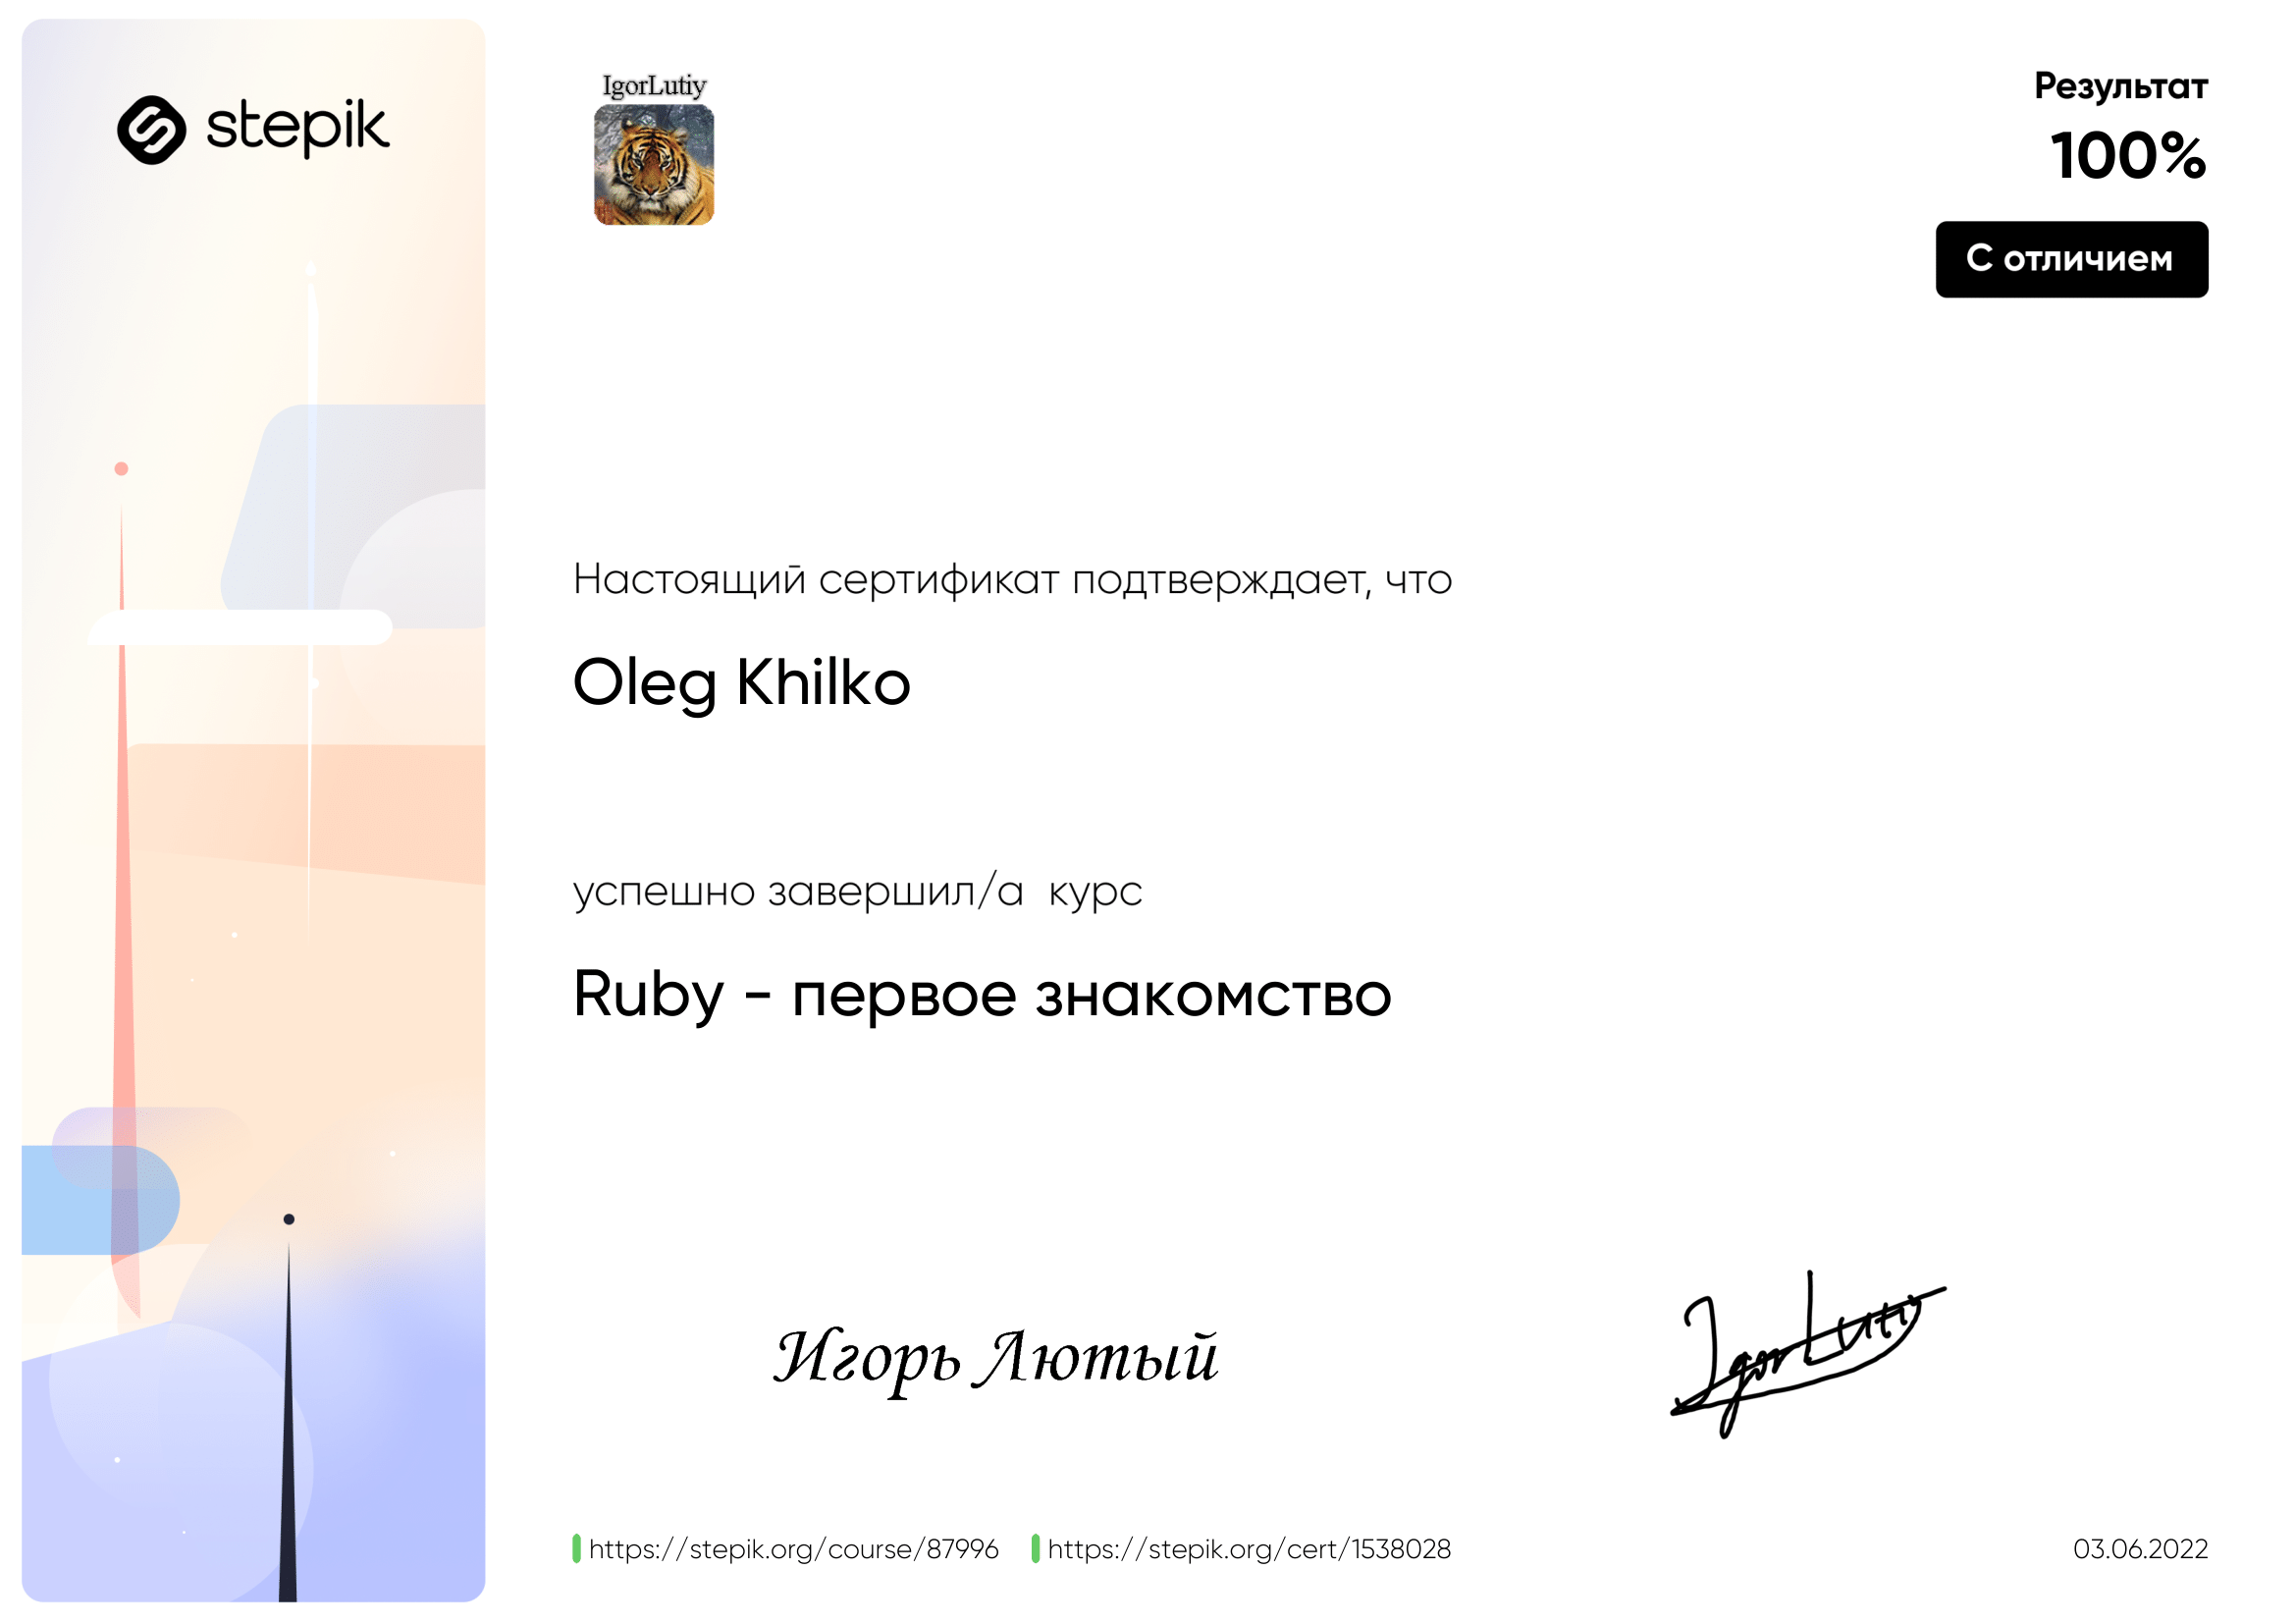 stepik
IgorLutiy
Результат
100%
С отличием
Настоящий сертификат подтверждает, что
Oleg Khilko
успешно завершил/а курс
Ruby - первое знакомство
Игорь Лютый
IgorLutiy
https://stepik.org/course/87996 https://stepik.org/cert/1538028
03.06.2022